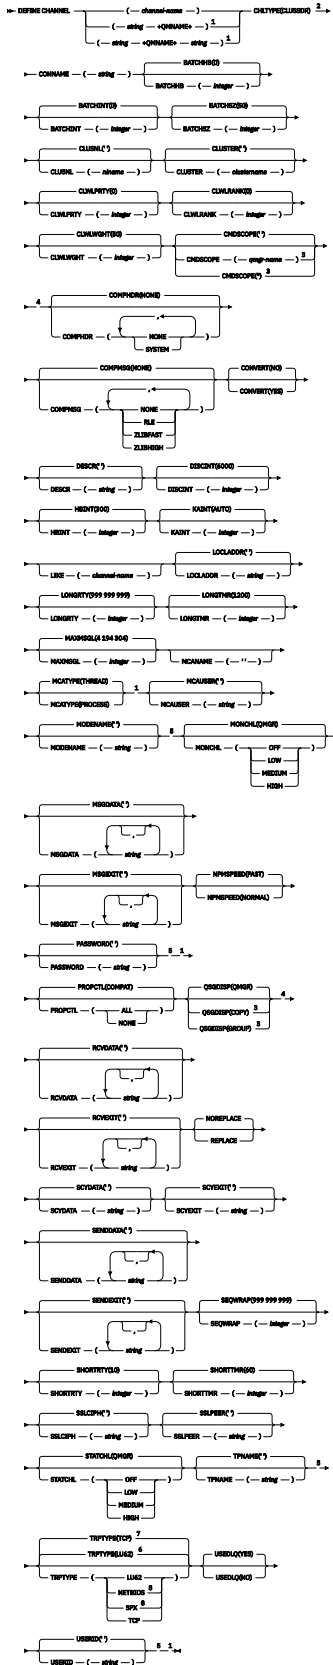 DEFINE CHANNEL ( channel-name ) CHLTYPE(CLUSSDR) 2
( string +QMNAME+ ) 1
( string +QMNAME+ string ) 1
BATCHHB(0)
CONNAME ( string ) BATCHHB ( integer )
BATCHINT(0) BATCHSZ(50)
BATCHINT ( integer ) BATCHSZ ( integer )
CLUSNL(' ') CLUSTER(' ')
CLUSNL ( nlname ) CLUSTER ( clustername )
CLWLPRTY(0) CLWLRANK(0)
CLWLPRTY ( integer ) CLWLRANK ( integer )
CLWLWGHT(50) CMDSCOPE(' ')
CLWLWGHT ( integer ) CMDSCOPE ( qmgr-name ) 3
CMDSCOPE(*) 3
4 COMPHDR(NONE)
,
COMPHDR ( NONE )
SYSTEM
COMPMSG(NONE) CONVERT(NO)
, CONVERT(YES)
COMPMSG ( NONE )
RLE
ZLIBFAST
ZLIBHIGH
DESCR(' ') DISCINT(6000)
DESCR ( string ) DISCINT ( integer )
HBINT(300) KAINT(AUTO)
HBINT ( integer ) KAINT ( integer )
LOCLADDR(' ')
LIKE ( channel-name ) LOCLADDR ( string )
LONGRTY(999 999 999) LONGTMR(1200)
LONGRTY ( integer ) LONGTMR ( integer )
MAXMSGL(4 194 304)
MAXMSGL ( integer ) MCANAME ( ' ' )
MCATYPE(THREAD) 1 MCAUSER(' ')
MCATYPE(PROCESS) MCAUSER ( string )
MODENAME(' ') 5 MONCHL(QMGR)
MODENAME ( string ) MONCHL ( OFF )
LOW
MEDIUM
HIGH
MSGDATA(' ')
,
MSGDATA ( string )
MSGEXIT(' ') NPMSPEED(FAST)
, NPMSPEED(NORMAL)
MSGEXIT ( string )
PASSWORD(' ') 5 1
PASSWORD ( string )
PROPCTL(COMPAT) QSGDISP(QMGR) 4
PROPCTL ( ALL ) QSGDISP(COPY) 3
NONE QSGDISP(GROUP) 3
RCVDATA(' ')
,
RCVDATA ( string )
RCVEXIT(' ') NOREPLACE
, REPLACE
RCVEXIT ( string )
SCYDATA(' ') SCYEXIT(' ')
SCYDATA ( string ) SCYEXIT ( string )
SENDDATA(' ')
,
SENDDATA ( string )
SENDEXIT(' ') SEQWRAP(999 999 999)
, SEQWRAP ( integer )
SENDEXIT ( string )
SHORTRTY(10) SHORTTMR(60)
SHORTRTY ( integer ) SHORTTMR ( integer )
SSLCIPH(' ') SSLPEER(' ')
SSLCIPH ( string ) SSLPEER ( string )
STATCHL(QMGR) TPNAME(' ') 5
STATCHL ( OFF ) TPNAME ( string )
LOW
MEDIUM
HIGH
TRPTYPE(TCP) 7
TRPTYPE(LU62) 6 USEDLQ(YES)
TRPTYPE ( LU62 ) USEDLQ(NO)
NETBIOS 8
SPX 8
TCP
USERID(' ') 5 1
USERID ( string )